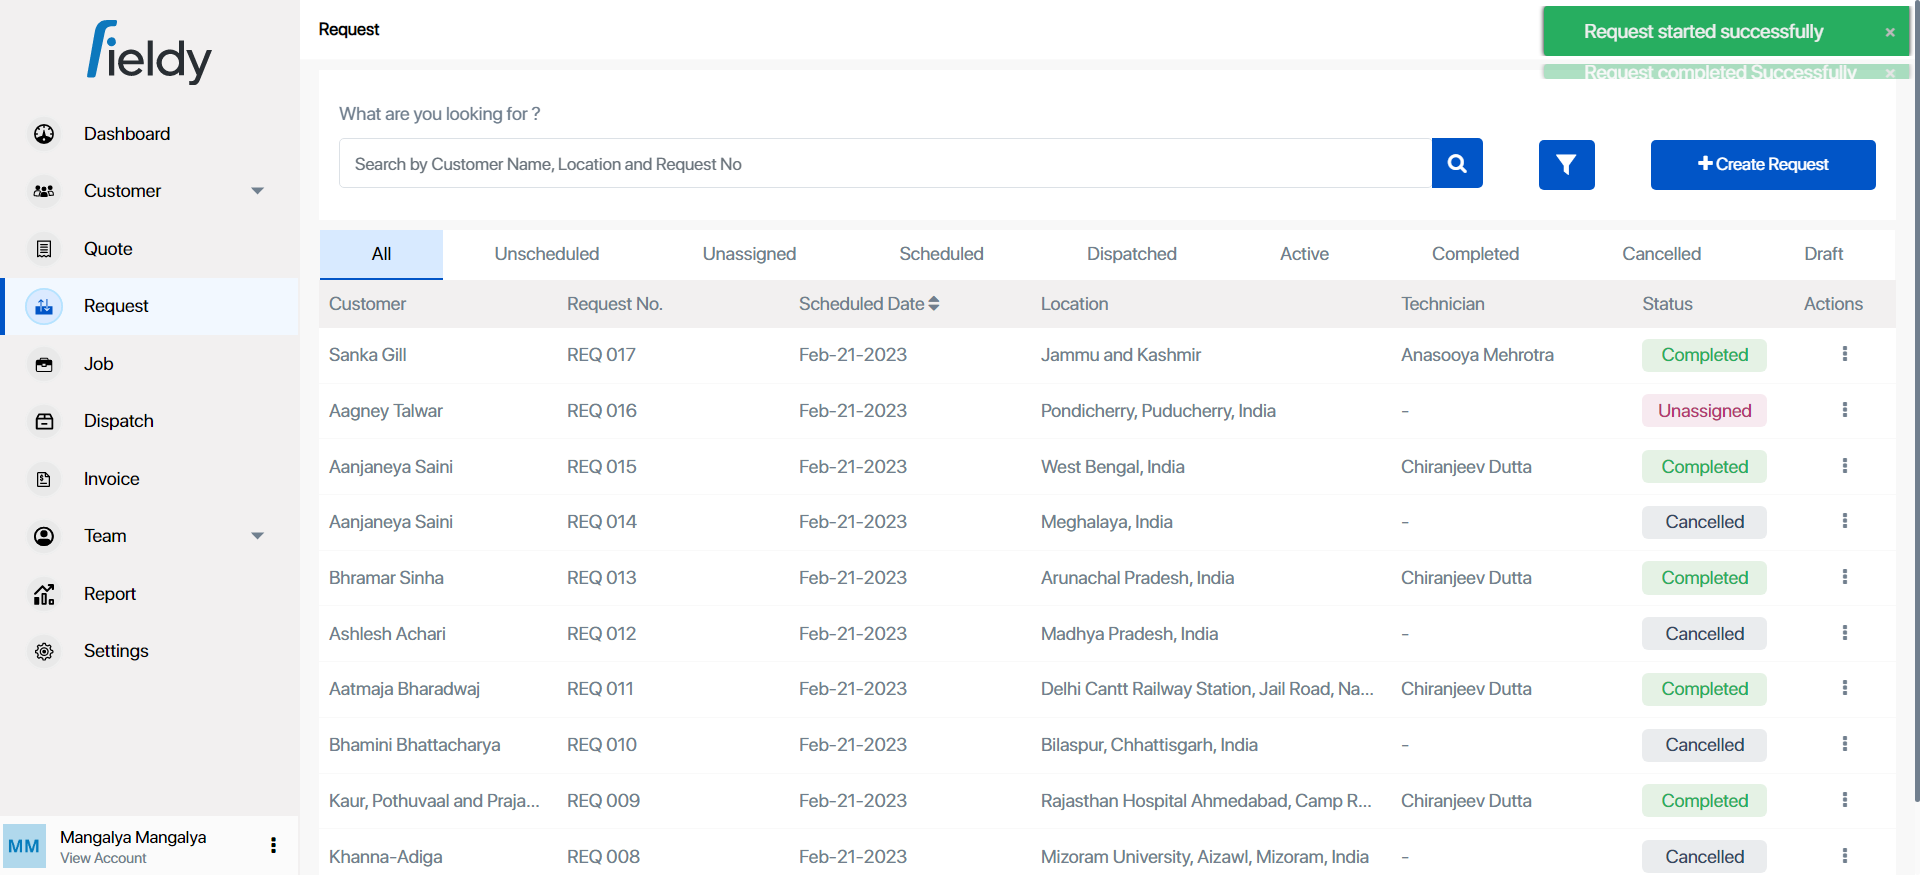 fieldy
Dashboard
Customer
Quote
Request
Job
Dispatch
Invoice
Team
Report
Settings
MM
Mangalya Mangalya
View Account
Request
Request started successfully ×
Request completed Successfully ×
What are you looking for ?
Search by Customer Name, Location and Request No
Create Request
All Unscheduled Unassigned Scheduled Dispatched Active Completed Cancelled Draft
Customer Request No. Scheduled Date Location Technician Status Actions
Sanka Gill REQ 017 Feb-21-2023 Jammu and Kashmir Anasooya Mehrotra Completed
Aagney Talwar REQ 016 Feb-21-2023 Pondicherry, Puducherry, India - Unassigned
Aanjaneya Saini REQ 015 Feb-21-2023 West Bengal, India Chiranjeev Dutta Completed
Aanjaneya Saini REQ 014 Feb-21-2023 Meghalaya, India - Cancelled
Bhramar Sinha REQ 013 Feb-21-2023 Arunachal Pradesh, India Chiranjeev Dutta Completed
Ashlesh Achari REQ 012 Feb-21-2023 Madhya Pradesh, India - Cancelled
Aatmaja Bharadwaj REQ 011 Feb-21-2023 Delhi Cantt Railway Station, Jail Road, Na... Chiranjeev Dutta Completed
Bhamini Bhattacharya REQ 010 Feb-21-2023 Bilaspur, Chhattisgarh, India - Cancelled
Kaur, Pothuvaal and Praja... REQ 009 Feb-21-2023 Rajasthan Hospital Ahmedabad, Camp R... Chiranjeev Dutta Completed
Khanna-Adiga REQ 008 Feb-21-2023 Mizoram University, Aizawl, Mizoram, India - Cancelled